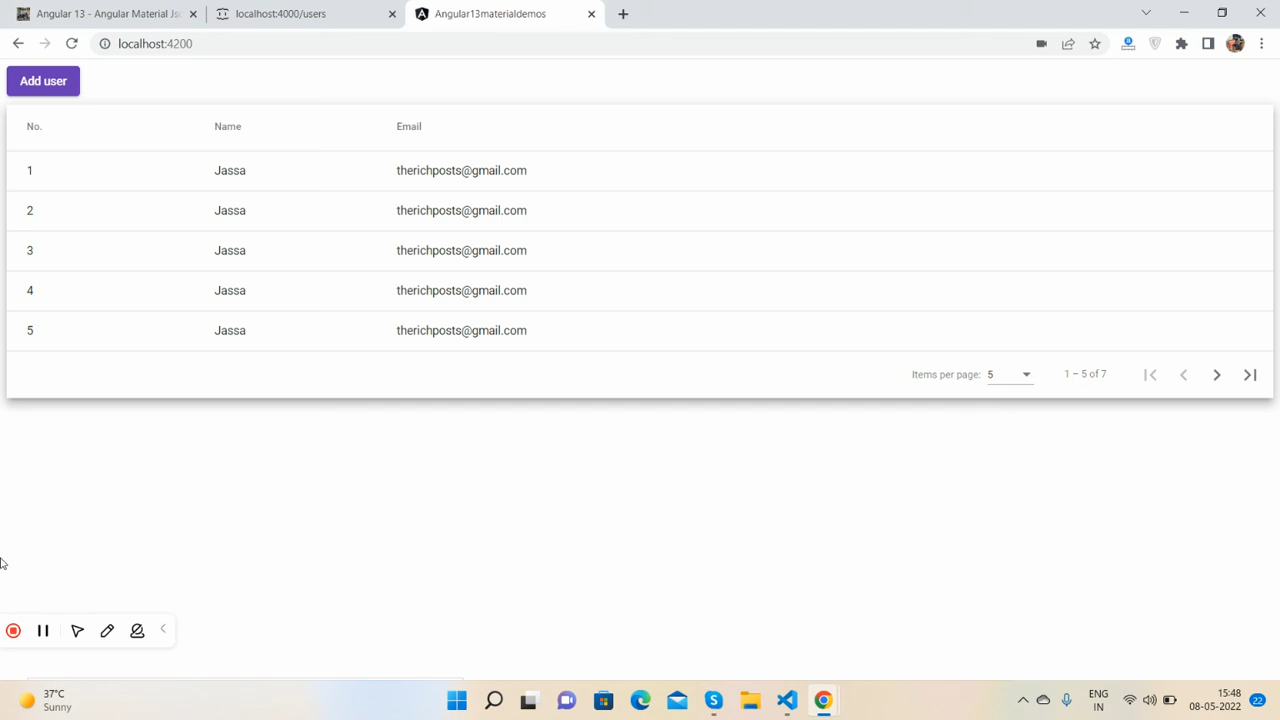 Angular 13 - Angular Material Js
localhost:4000/users
Angular13materialdemos
localhost:4200
Add user
No. Name Email
1 Jassa therichposts@gmail.com
2 Jassa therichposts@gmail.com
3 Jassa therichposts@gmail.com
4 Jassa therichposts@gmail.com
5 Jassa therichposts@gmail.com
Items per page: 5 1 – 5 of 7
37°C
Sunny
ENG
IN
15:48
08-05-2022
22